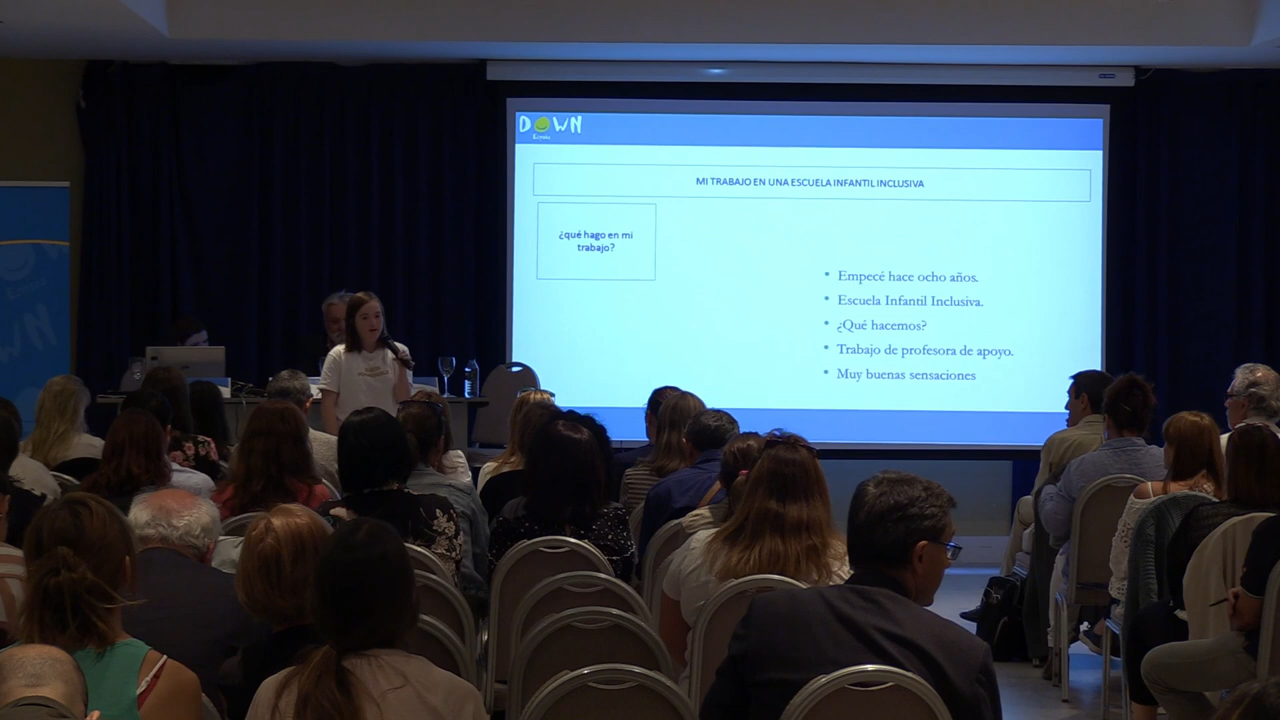 DOWN
España
MI TRABAJO EN UNA ESCUELA INFANTIL INCLUSIVA
¿qué hago en mi
trabajo?
• Empecé hace ocho años.
• Escuela Infantil Inclusiva.
• ¿Qué hacemos?
• Trabajo de profesora de apoyo.
• Muy buenas sensaciones